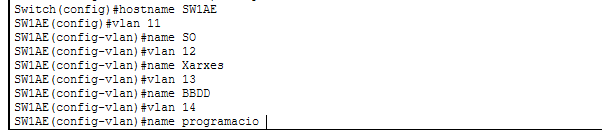 Switch(config)#hostname SW1AE
SW1AE(config)#vlan 11
SW1AE(config-vlan)#name SO
SW1AE(config-vlan)#vlan 12
SW1AE(config-vlan)#name Xarxes
SW1AE(config-vlan)#vlan 13
SW1AE(config-vlan)#name BBDD
SW1AE(config-vlan)#vlan 14
SW1AE(config-vlan)#name programacio